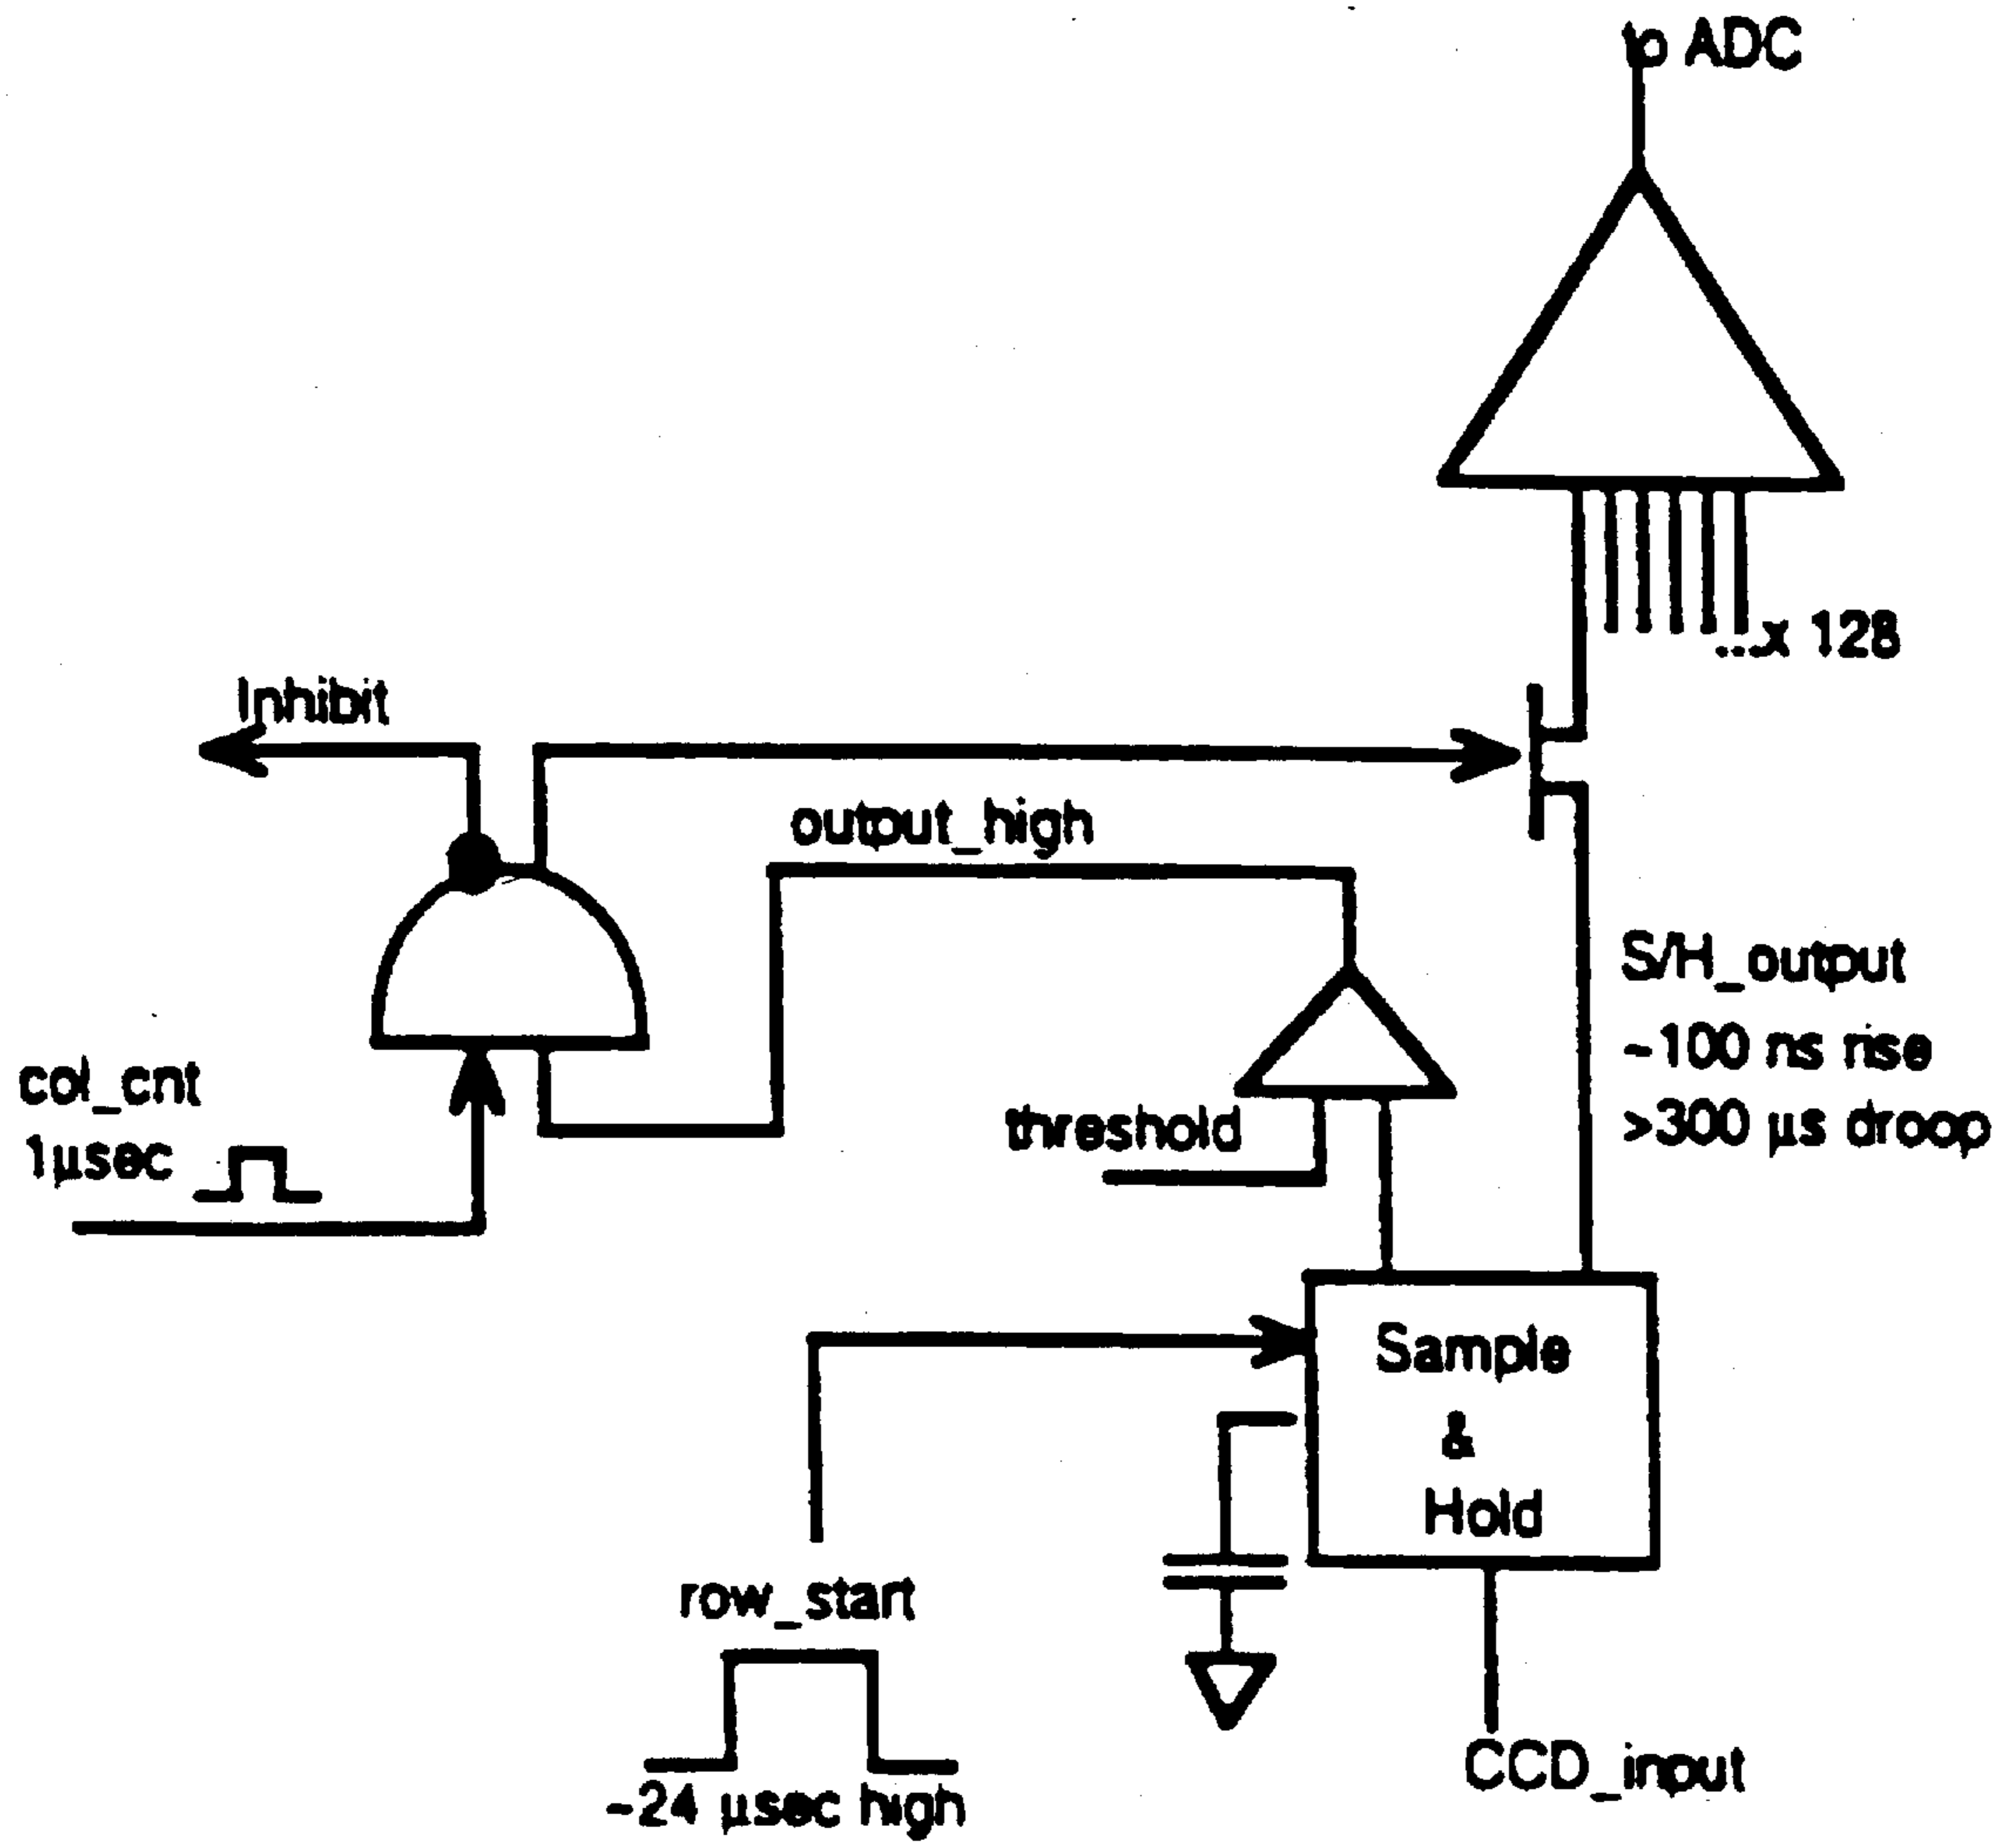 to ADC
...x 128
Inhibit
output_high
S/H_output
~100 ns rise
>300 µs droop
col_cnt
1µsec
threshold
Sample
&
Hold
row_start
~24 µsec high
CCD_input